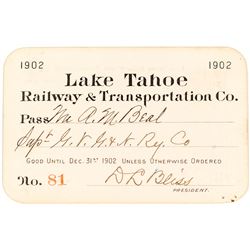 1902 1902
Lake Tahoe
Railway & Transportation Co.
Pass Wm A. M Beal
Supt G. V. G. & N. Ry. Co
GOOD UNTIL DEC. 31ST 1902 UNLESS OTHERWISE ORDERED
No. 81 D L Bliss
PRESIDENT.